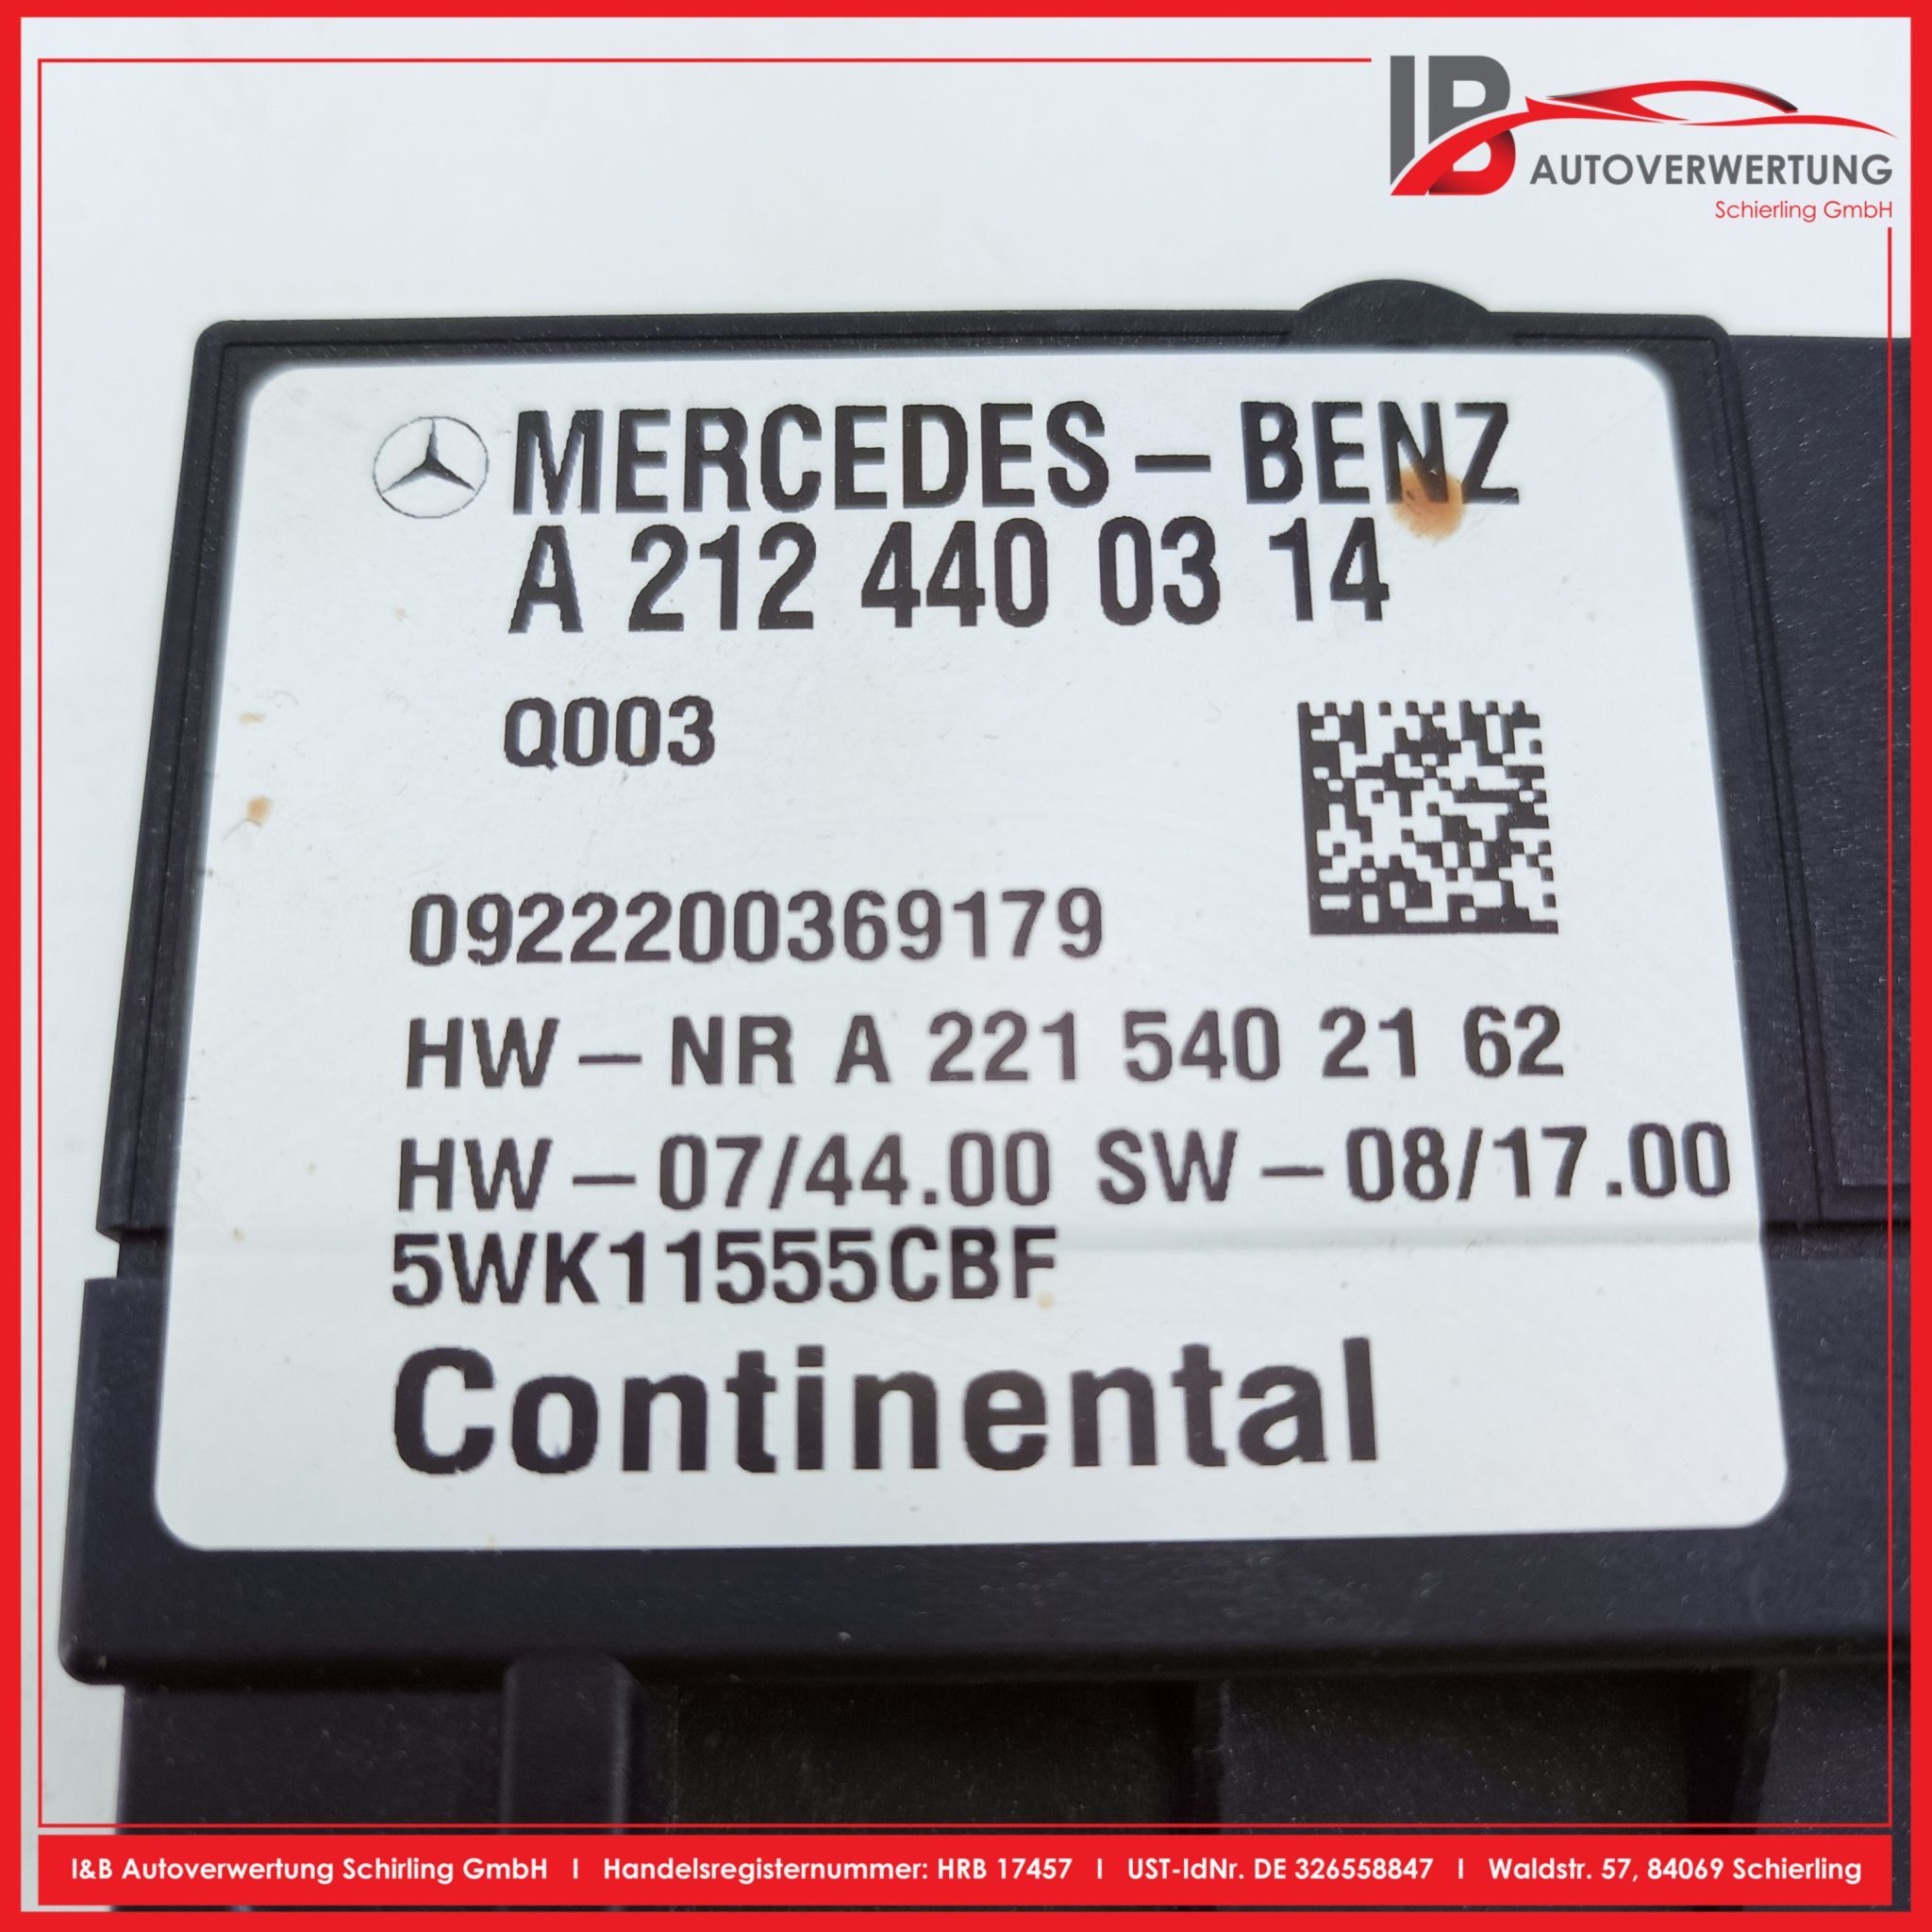 IB AUTOVERWERTUNG
Schierling GmbH
MERCEDES-BENZ
A 212 440 03 14
Q003
0922200369179
HW-NR A 221 540 21 62
HW-07/44.00 SW-08/17.00
5WK11555CBF
Continental
I&B Autoverwertung Schirling GmbH I Handelsregisternummer: HRB 17457 I UST-IdNr. DE 326558847 I Waldstr. 57, 84069 Schierling